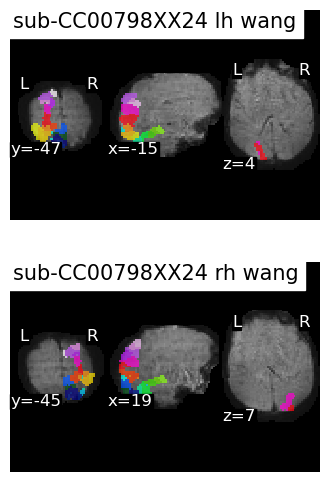 sub-CC00798XX24 lh wang
L R L R
y=-47 x=-15 z=4
sub-CC00798XX24 rh wang
L R L R
y=-45 x=19 z=7